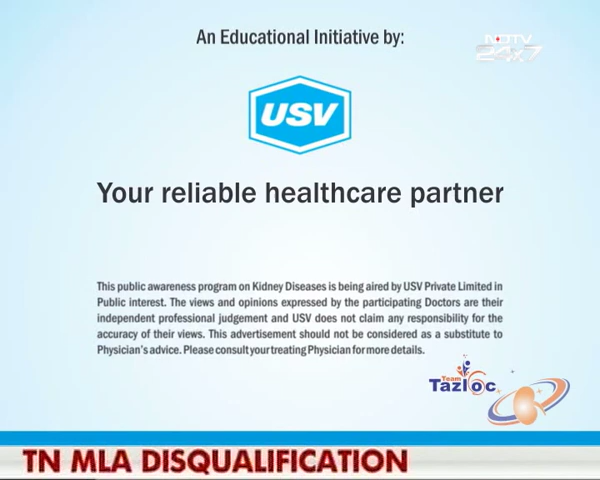 An Educational Initiative by:
NDTV
24x7
USV
Your reliable healthcare partner
This public awareness program on Kidney Diseases is being aired by USV Private Limited in
Public interest. The views and opinions expressed by the participating Doctors are their
independent professional judgement and USV does not claim any responsibility for the
accuracy of their views. This advertisement should not be considered as a substitute to
Physician's advice. Please consult your treating Physician for more details.
Team
Tazloc
TN MLA DISQUALIFICATION